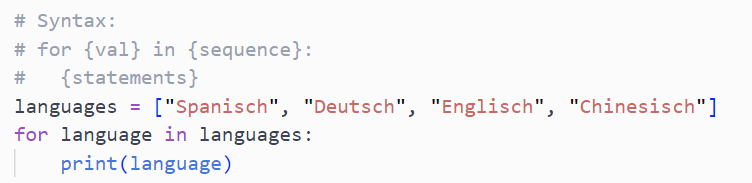 # Syntax:
# for {val} in {sequence}:
#   {statements}
languages = ["Spanisch", "Deutsch", "Englisch", "Chinesisch"]
for language in languages:
    print(language)